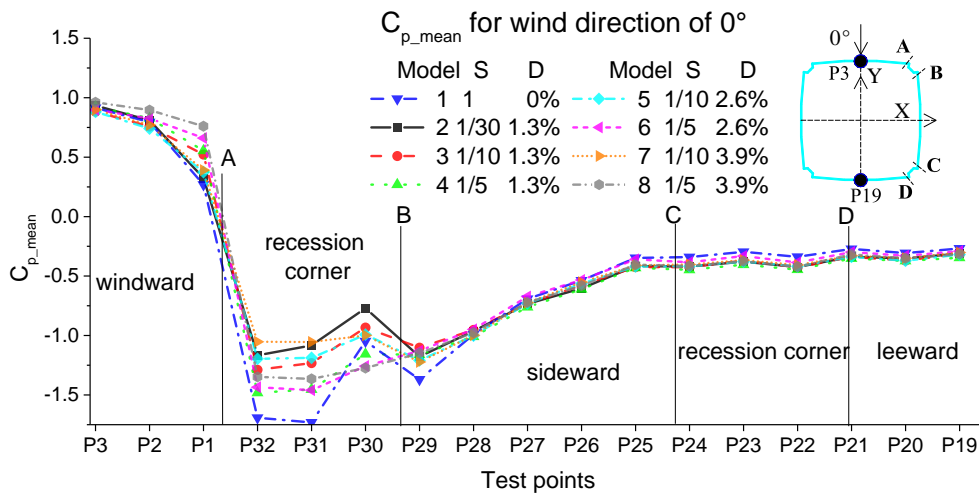 C_p_mean for wind direction of 0°
Model S D Model S D
1 1 0% 5 1/10 2.6%
2 1/30 1.3% 6 1/5 2.6%
3 1/10 1.3% 7 1/10 3.9%
4 1/5 1.3% 8 1/5 3.9%
0°
A
B
P3 Y
X
C
D
P19
1.5
1.0
0.5
0.0
-0.5
-1.0
-1.5
C_p_mean
A
B
C
D
windward
recession
corner
sideward
recession corner
leeward
P3 P2 P1 P32 P31 P30 P29 P28 P27 P26 P25 P24 P23 P22 P21 P20 P19
Test points